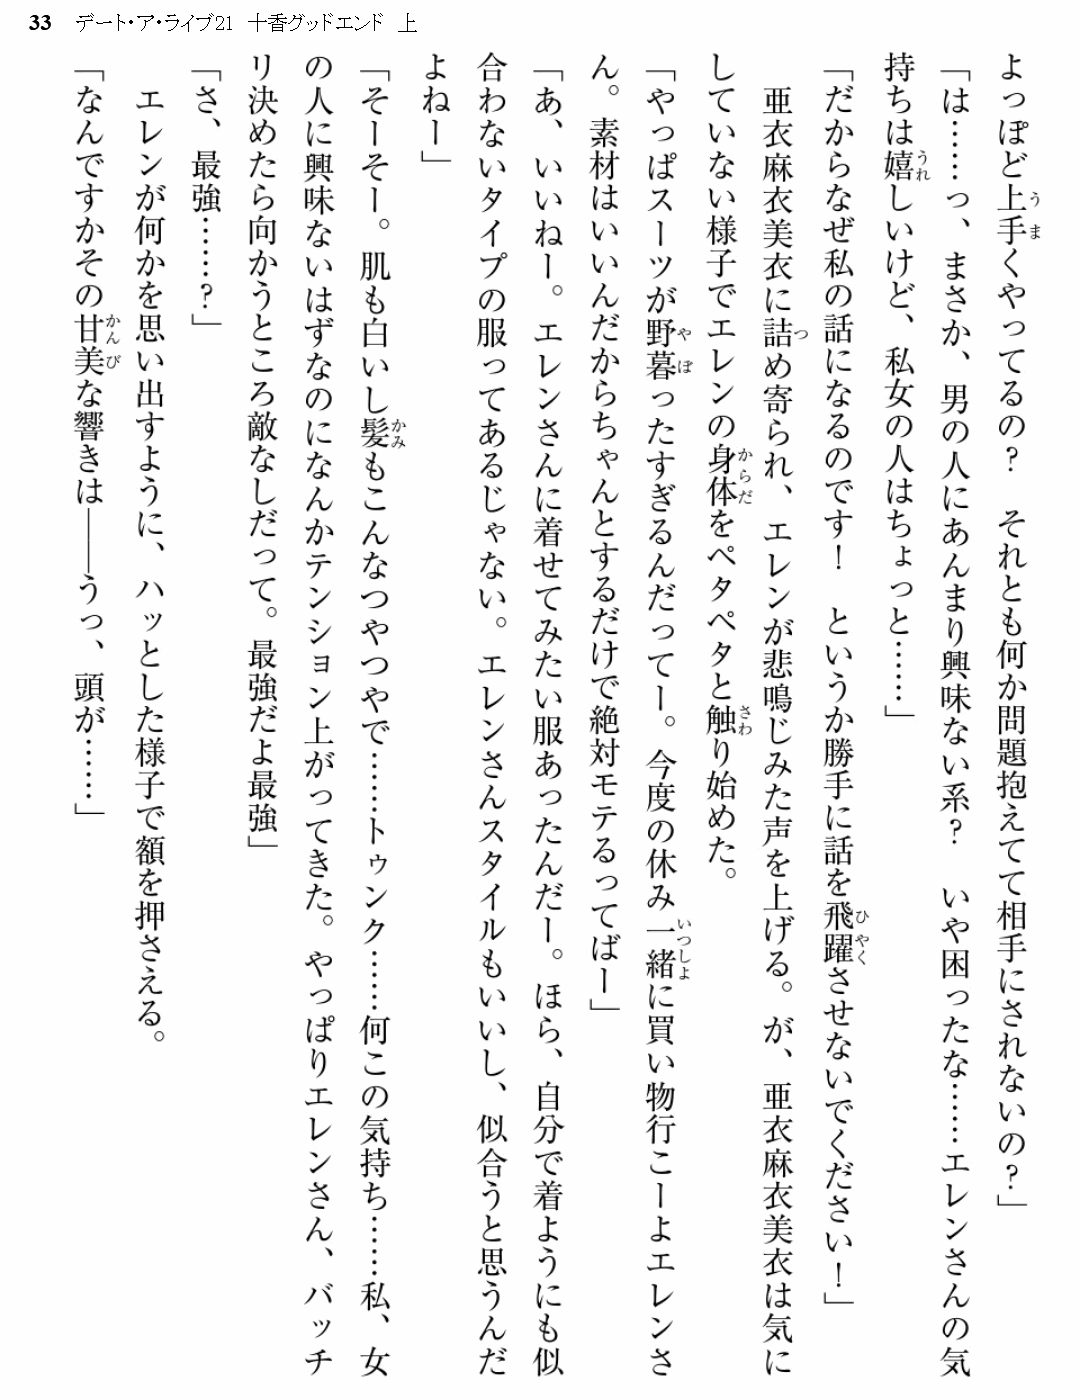 33 デート・ア・ライブ21 十香グッドエンド 上
よっぽど上手くやってるの? それとも何か問題抱えてて相手にされないの?」
「は……っ、まさか、男の人にあんまり興味ない系? いや困ったな……エレンさんの気
持ちは嬉しいけど、私女の人はちょっと……」
「だからなぜ私の話になるのです! というか勝手に話を飛躍させないでください!」
 亜衣麻衣美衣に詰め寄られ、エレンが悲鳴じみた声を上げる。が、亜衣麻衣美衣は気に
していない様子でエレンの身体をペタペタと触り始めた。
「やっぱスーツが野暮ったすぎるんだってー。今度の休み一緒に買い物行こーよエレンさ
ん。素材はいいんだからちゃんとするだけで絶対モテるってばー」
「あ、いいねー。エレンさんに着せてみたい服あったんだー。ほら、自分で着ようにも似
合わないタイプの服ってあるじゃない。エレンさんスタイルもいいし、似合うと思うんだ
よねー」
「そーそー。肌も白いし髪もこんなつやつやで……トゥンク……何この気持ち……私、女
の人に興味ないはずなのになんかテンション上がってきた。やっぱりエレンさん、バッチ
リ決めたら向かうところ敵なしだって。最強だよ最強」
「さ、最強……?」
 エレンが何かを思い出すように、ハッとした様子で額を押さえる。
「なんですかその甘美な響きは――うっ、頭が……」